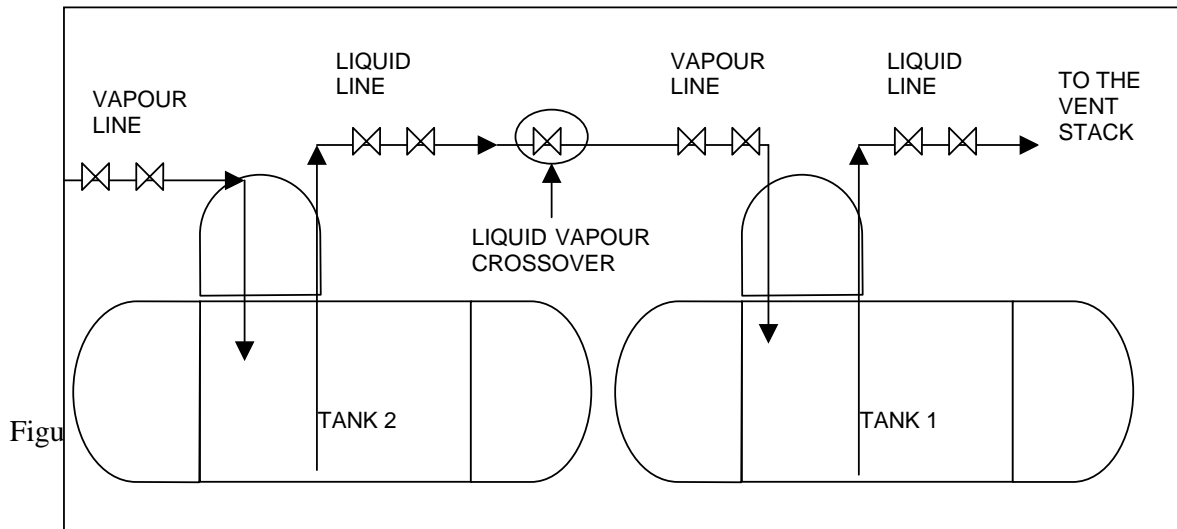 VAPOUR
LINE
LIQUID
LINE
LIQUID VAPOUR
CROSSOVER
VAPOUR
LINE
LIQUID
LINE
TO THE
VENT
STACK
TANK 2
TANK 1
Figu